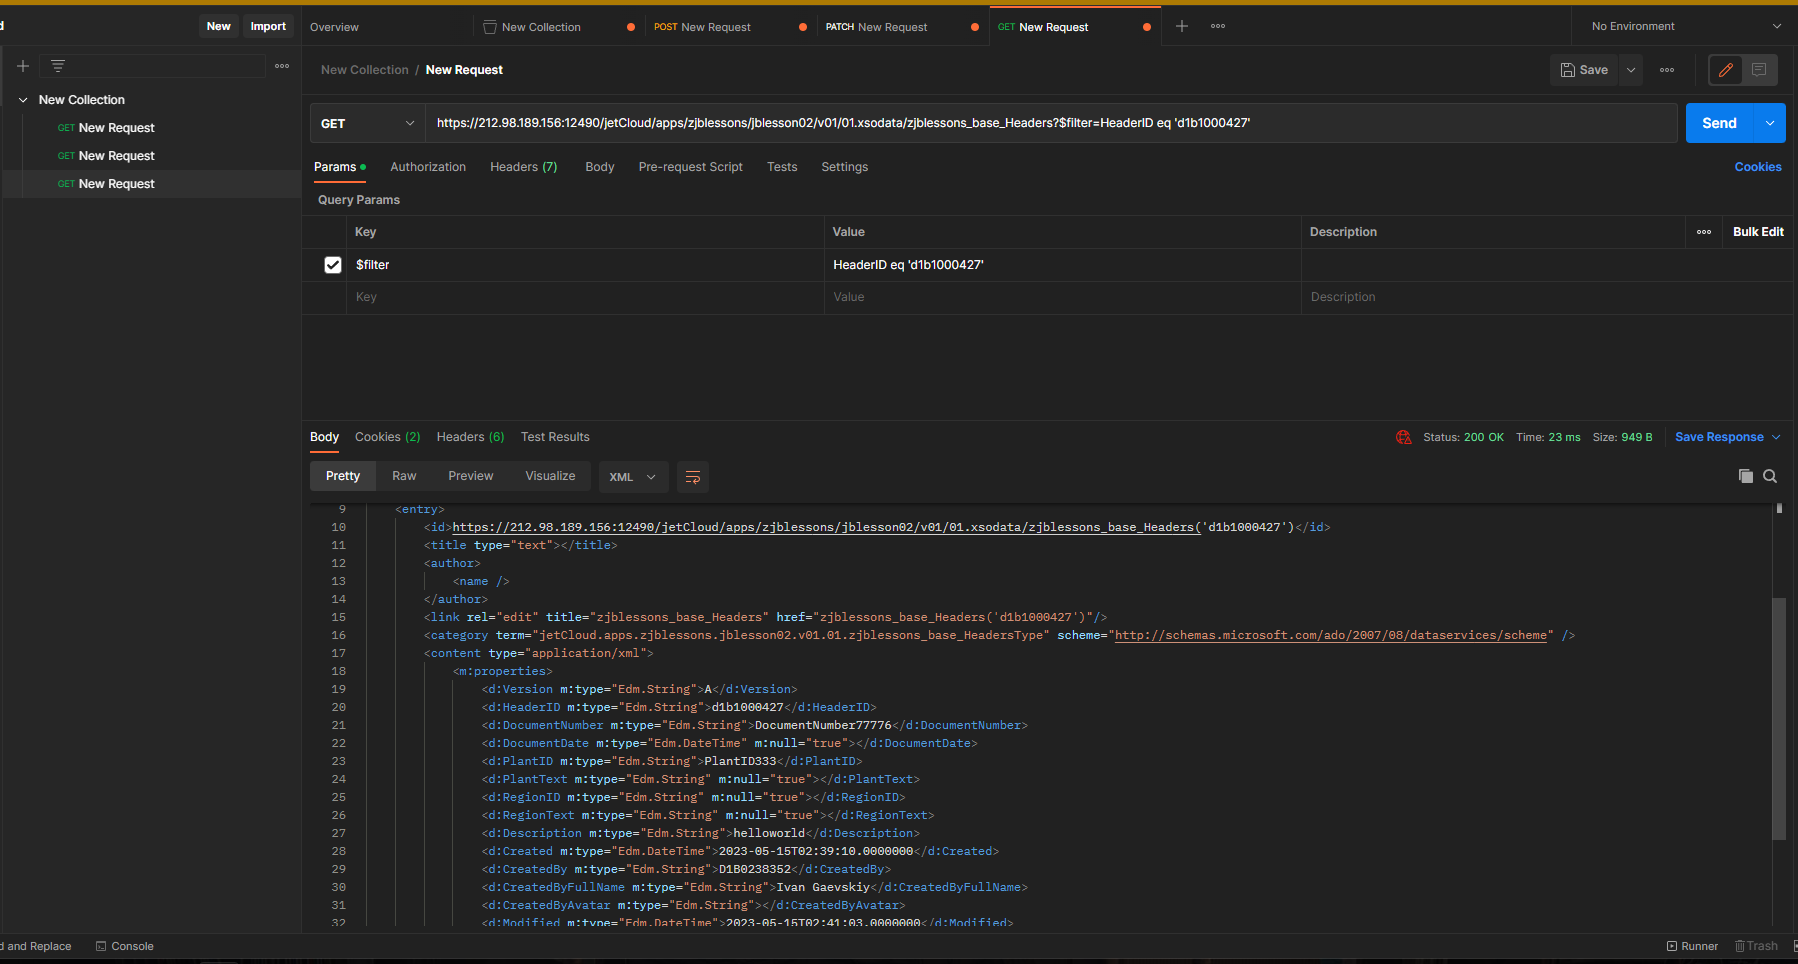 d
New
Import
Overview
New Collection
POST New Request
PATCH New Request
GET New Request
No Environment
New Collection / New Request
Save
New Collection
GET New Request
GET New Request
GET New Request
GET
https://212.98.189.156:12490/jetCloud/apps/zjblessons/jblesson02/v01/01.xsodata/zjblessons_base_Headers?$filter=HeaderID eq 'd1b1000427'
Send
Params
Authorization
Headers (7)
Body
Pre-request Script
Tests
Settings
Cookies
Query Params
Key
Value
Description
Bulk Edit
$filter
HeaderID eq 'd1b1000427'
Key
Value
Description
Body
Cookies (2)
Headers (6)
Test Results
Status: 200 OK
Time: 23 ms
Size: 949 B
Save Response
Pretty
Raw
Preview
Visualize
XML
9 <entry>
10 <id>https://212.98.189.156:12490/jetCloud/apps/zjblessons/jblesson02/v01/01.xsodata/zjblessons_base_Headers('d1b1000427')</id>
11 <title type="text"></title>
12 <author>
13 <name />
14 </author>
15 <link rel="edit" title="zjblessons_base_Headers" href="zjblessons_base_Headers('d1b1000427')"/>
16 <category term="jetCloud.apps.zjblessons.jblesson02.v01.01.zjblessons_base_HeadersType" scheme="http://schemas.microsoft.com/ado/2007/08/dataservices/scheme" />
17 <content type="application/xml">
18 <m:properties>
19 <d:Version m:type="Edm.String">A</d:Version>
20 <d:HeaderID m:type="Edm.String">d1b1000427</d:HeaderID>
21 <d:DocumentNumber m:type="Edm.String">DocumentNumber77776</d:DocumentNumber>
22 <d:DocumentDate m:type="Edm.DateTime" m:null="true"></d:DocumentDate>
23 <d:PlantID m:type="Edm.String">PlantID333</d:PlantID>
24 <d:PlantText m:type="Edm.String" m:null="true"></d:PlantText>
25 <d:RegionID m:type="Edm.String" m:null="true"></d:RegionID>
26 <d:RegionText m:type="Edm.String" m:null="true"></d:RegionText>
27 <d:Description m:type="Edm.String">helloworld</d:Description>
28 <d:Created m:type="Edm.DateTime">2023-05-15T02:39:10.0000000</d:Created>
29 <d:CreatedBy m:type="Edm.String">D1B0238352</d:CreatedBy>
30 <d:CreatedByFullName m:type="Edm.String">Ivan Gaevskiy</d:CreatedByFullName>
31 <d:CreatedByAvatar m:type="Edm.String"></d:CreatedByAvatar>
32 <d:Modified m:type="Edm.DateTime">2023-05-15T02:41:03.0000000</d:Modified>
d and Replace
Console
Runner
Trash